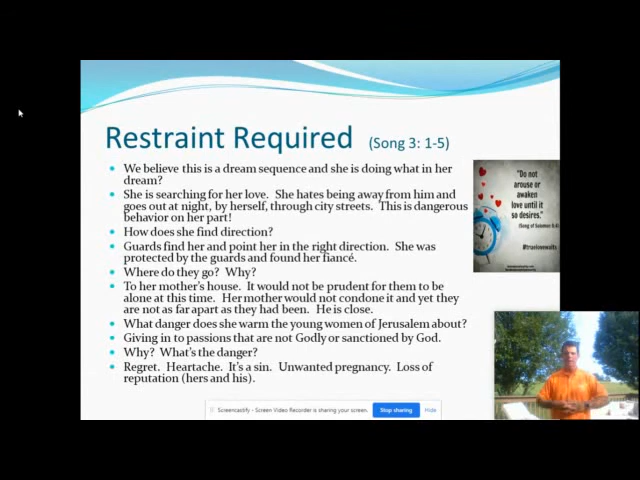 Restraint Required (Song 3: 1-5)
• We believe this is a dream sequence and she is doing what in her
dream?
• She is searching for her love. She hates being away from him and
goes out at night, by herself, through city streets. This is dangerous
behavior on her part!
• How does she find direction?
• Guards find her and point her in the right direction. She was
protected by the guards and found her fiancé.
• Where do they go? Why?
• To her mother's house. It would not be prudent for them to be
alone at this time. Her mother would not condone it and yet they
are not as far apart as they had been. He is close.
• What danger does she warm the young women of Jerusalem about?
• Giving in to passions that are not Godly or sanctioned by God.
• Why? What's the danger?
• Regret. Heartache. It's a sin. Unwanted pregnancy. Loss of
reputation (hers and his).
"Do not
arouse or
awaken
love until it
so desires."
(Song of Solomon 8:4)
#truelovewaits
Screencastify - Screen Video Recorder is sharing your screen.
Stop sharing
Hide